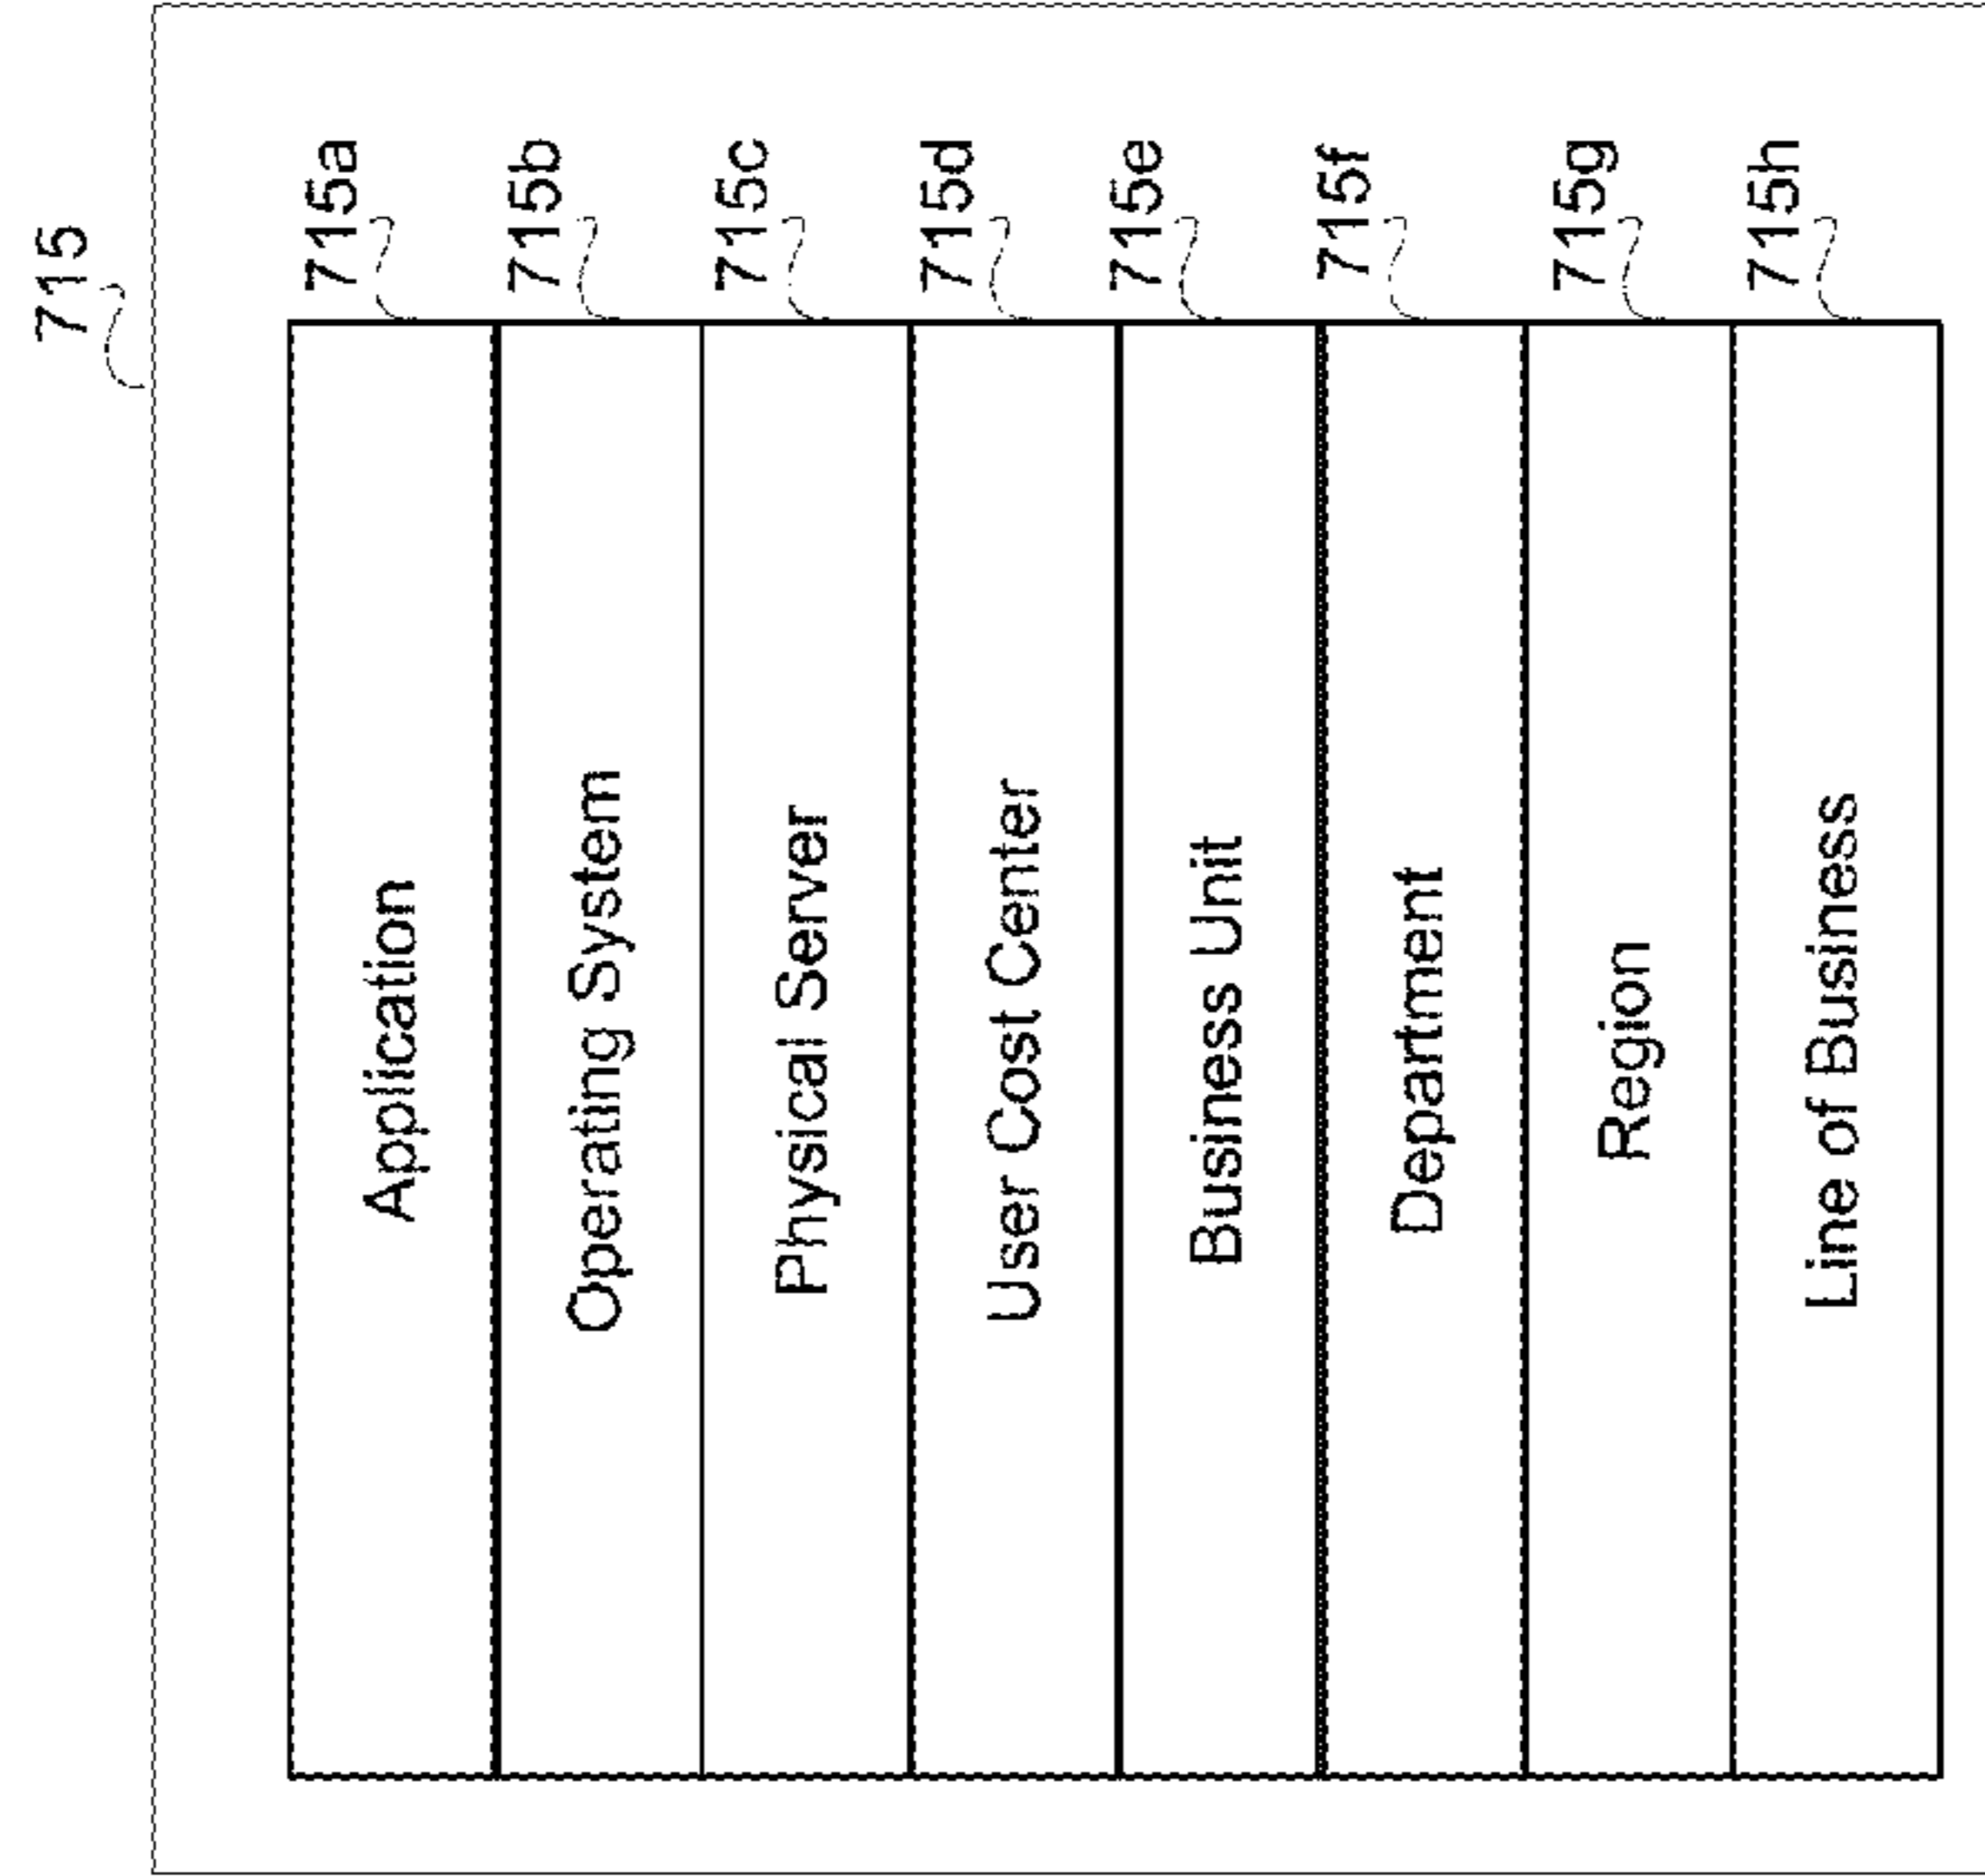 715
Application 715a
Operating System 715b
Physical Server 715c
User Cost Center 715d
Business Unit 715e
Department 715f
Region 715g
Line of Business 715h